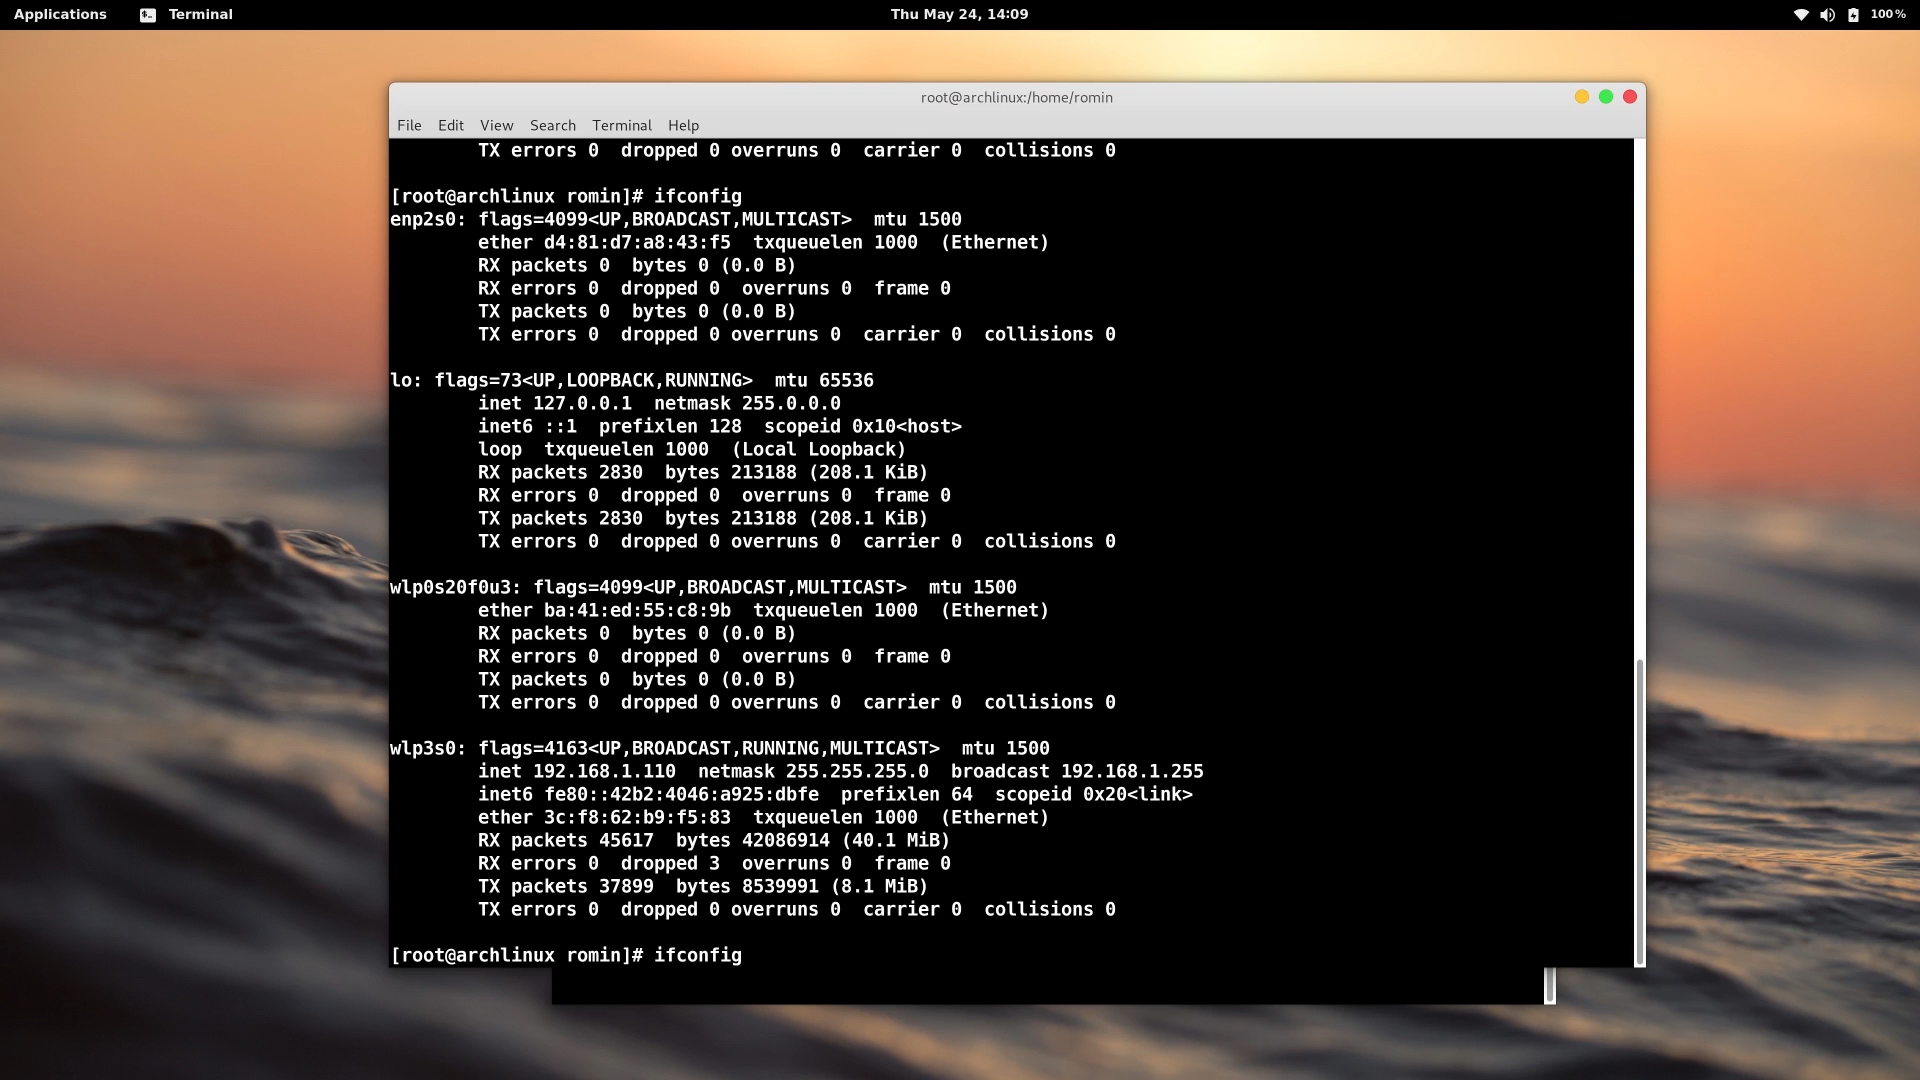 Applications Terminal Thu May 24, 14:09 100 %
root@archlinux:/home/romin
File Edit View Search Terminal Help
TX errors 0  dropped 0 overruns 0  carrier 0  collisions 0
[root@archlinux romin]# ifconfig
enp2s0: flags=4099<UP,BROADCAST,MULTICAST>  mtu 1500
ether d4:81:d7:a8:43:f5  txqueuelen 1000  (Ethernet)
RX packets 0  bytes 0 (0.0 B)
RX errors 0  dropped 0  overruns 0  frame 0
TX packets 0  bytes 0 (0.0 B)
TX errors 0  dropped 0 overruns 0  carrier 0  collisions 0
lo: flags=73<UP,LOOPBACK,RUNNING>  mtu 65536
inet 127.0.0.1  netmask 255.0.0.0
inet6 ::1  prefixlen 128  scopeid 0x10<host>
loop  txqueuelen 1000  (Local Loopback)
RX packets 2830  bytes 213188 (208.1 KiB)
RX errors 0  dropped 0  overruns 0  frame 0
TX packets 2830  bytes 213188 (208.1 KiB)
TX errors 0  dropped 0 overruns 0  carrier 0  collisions 0
wlp0s20f0u3: flags=4099<UP,BROADCAST,MULTICAST>  mtu 1500
ether ba:41:ed:55:c8:9b  txqueuelen 1000  (Ethernet)
RX packets 0  bytes 0 (0.0 B)
RX errors 0  dropped 0  overruns 0  frame 0
TX packets 0  bytes 0 (0.0 B)
TX errors 0  dropped 0 overruns 0  carrier 0  collisions 0
wlp3s0: flags=4163<UP,BROADCAST,RUNNING,MULTICAST>  mtu 1500
inet 192.168.1.110  netmask 255.255.255.0  broadcast 192.168.1.255
inet6 fe80::42b2:4046:a925:dbfe  prefixlen 64  scopeid 0x20<link>
ether 3c:f8:62:b9:f5:83  txqueuelen 1000  (Ethernet)
RX packets 45617  bytes 42086914 (40.1 MiB)
RX errors 0  dropped 3  overruns 0  frame 0
TX packets 37899  bytes 8539991 (8.1 MiB)
TX errors 0  dropped 0 overruns 0  carrier 0  collisions 0
[root@archlinux romin]# ifconfig